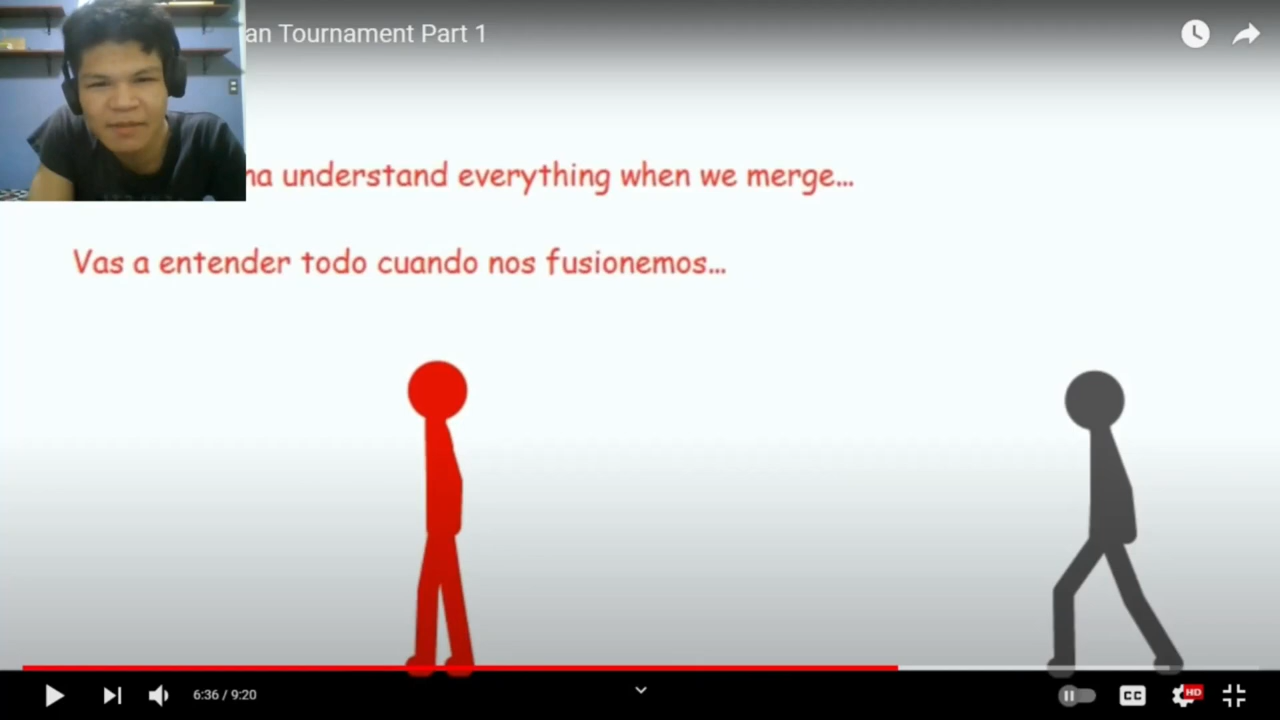 an Tournament Part 1
na understand everything when we merge...
Vas a entender todo cuando nos fusionemos...
6:36 / 9:20
CC
HD